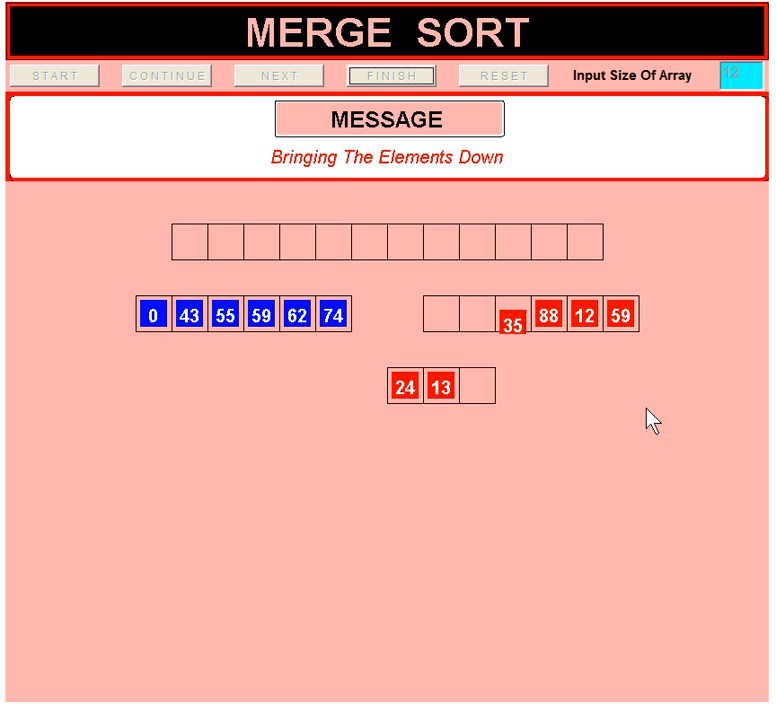 MERGE SORT
START CONTINUE NEXT FINISH RESET Input Size Of Array 12
MESSAGE
Bringing The Elements Down
0 43 55 59 62 74 35 88 12 59
24 13